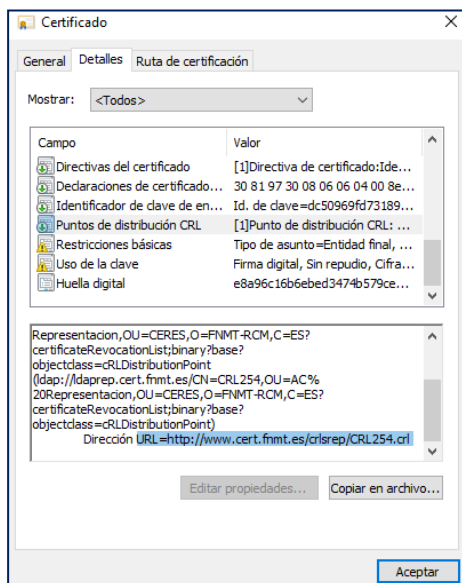 Certificado
General Detalles Ruta de certificación
Mostrar: <Todos>
Campo Valor
Directivas del certificado [1]Directiva de certificado:Ide...
Declaraciones de certificado... 30 81 97 30 08 06 06 04 00 8e...
Identificador de clave de en... Id. de clave=dc50969fd73189...
Puntos de distribución CRL [1]Punto de distribución CRL: ...
Restricciones básicas Tipo de asunto=Entidad final, ...
Uso de la clave Firma digital, Sin repudio, Cifra...
Huella digital e8a96c16b6ebed3474b579ce...
Representacion,OU=CERES,O=FNMT-RCM,C=ES?
certificateRevocationList;binary?base?
objectclass=cRLDistributionPoint
(ldap://ldaprep.cert.fnmt.es/CN=CRL254,OU=AC%
20Representacion,OU=CERES,O=FNMT-RCM,C=ES?
certificateRevocationList;binary?base?
objectclass=cRLDistributionPoint)
Dirección URL=http://www.cert.fnmt.es/crlsrep/CRL254.crl
Editar propiedades... Copiar en archivo...
Aceptar